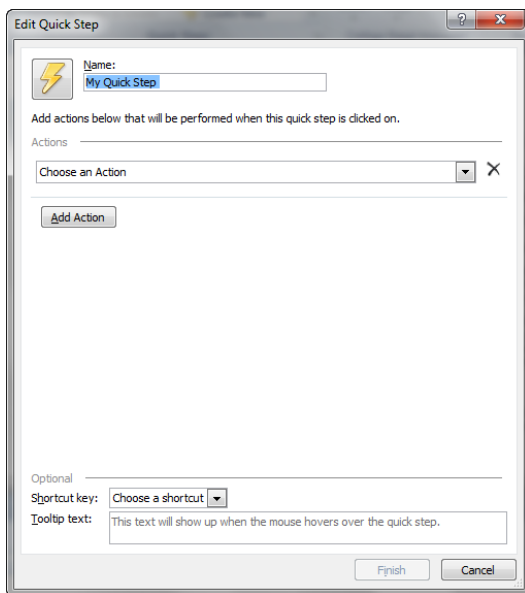 Edit Quick Step
Name:
My Quick Step
Add actions below that will be performed when this quick step is clicked on.
Actions
Choose an Action
Add Action
Optional
Shortcut key: Choose a shortcut
Tooltip text: This text will show up when the mouse hovers over the quick step.
Finish Cancel